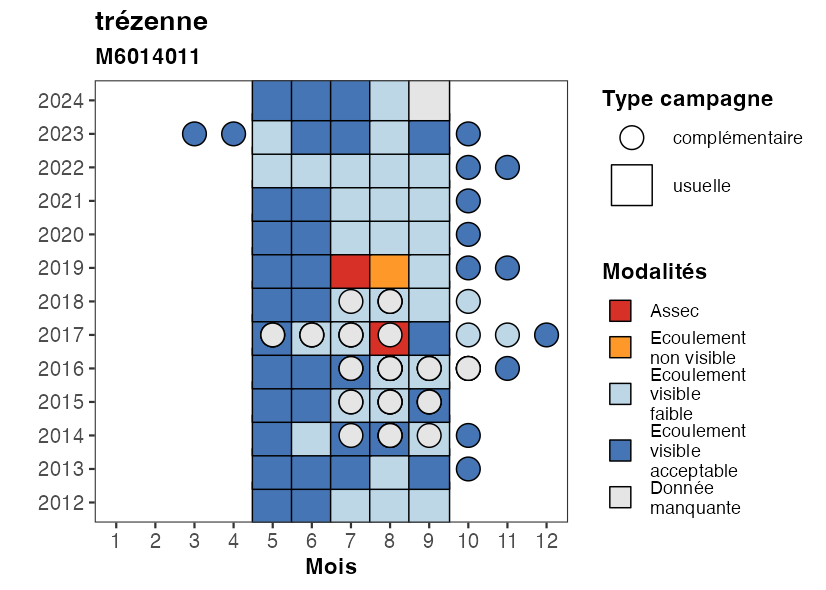 trézenne
M6014011
2024
2023
2022
2021
2020
2019
2018
2017
2016
2015
2014
2013
2012
1 2 3 4 5 6 7 8 9 10 11 12
Mois
Type campagne
complémentaire
usuelle
Modalités
Assec
Ecoulement
non visible
Ecoulement
visible
faible
Ecoulement
visible
acceptable
Donnée
manquante